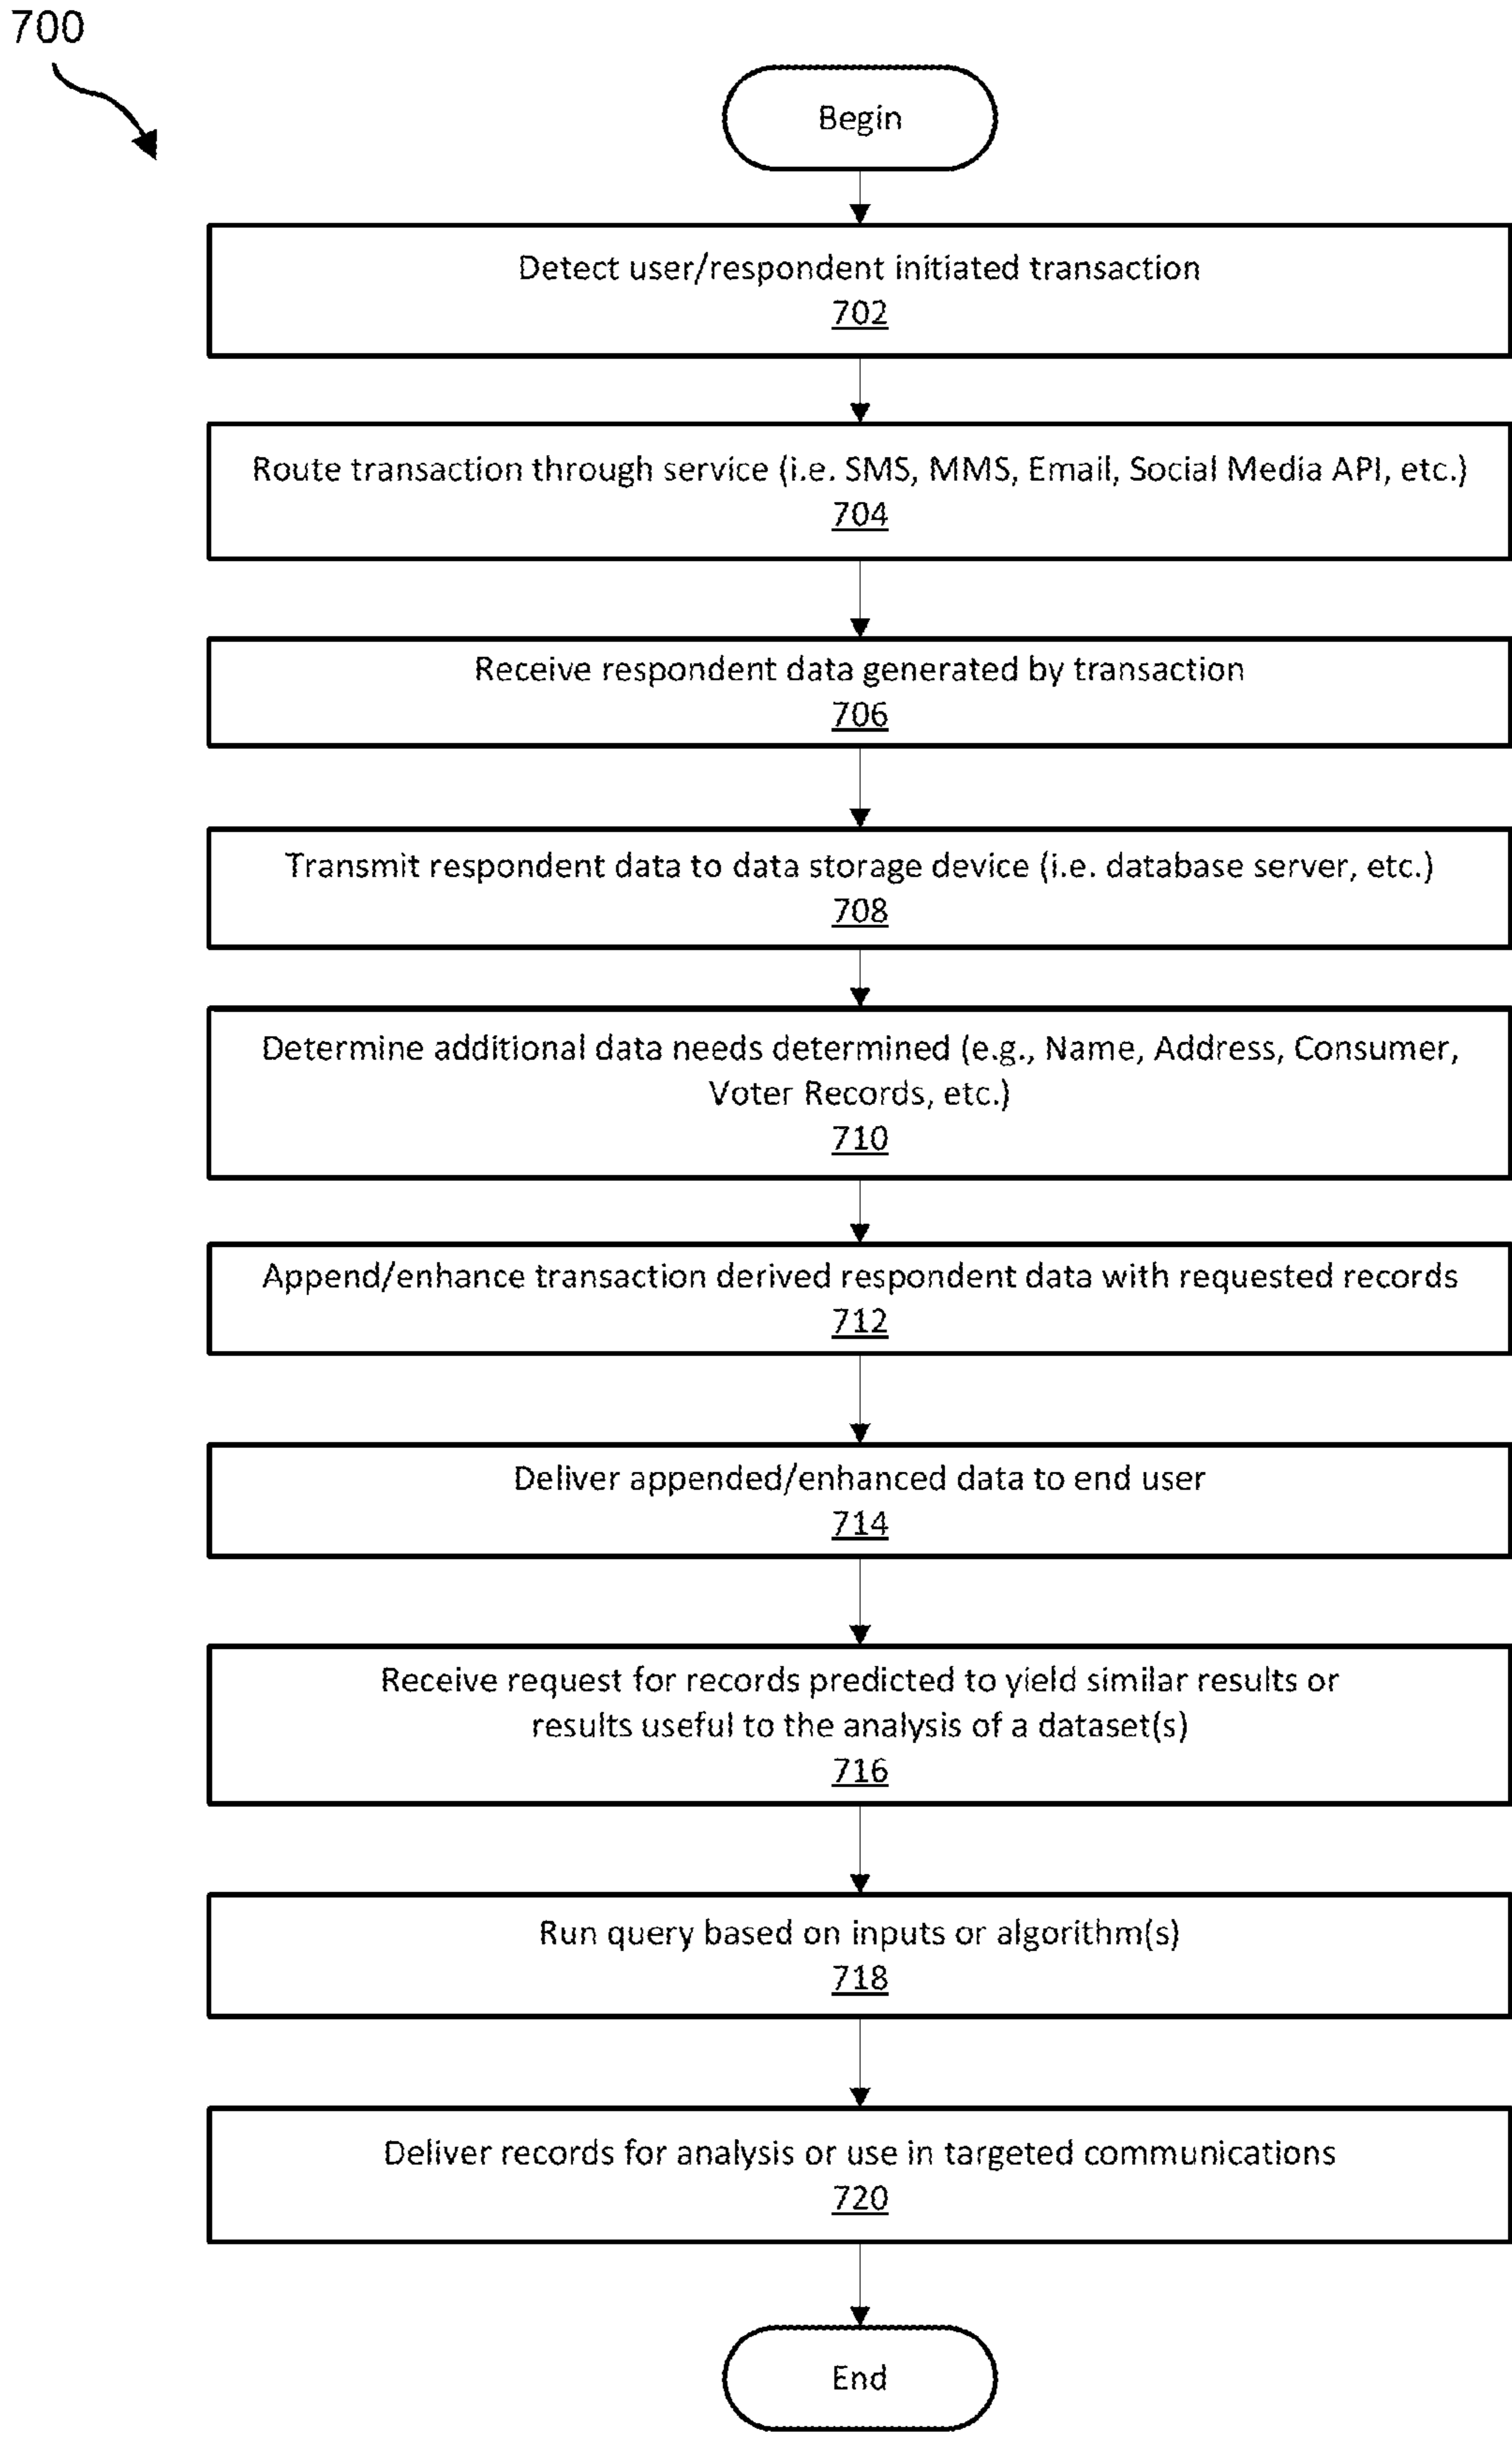 700
Begin
Detect user/respondent initiated transaction
702
Route transaction through service (i.e. SMS, MMS, Email, Social Media API, etc.)
704
Receive respondent data generated by transaction
706
Transmit respondent data to data storage device (i.e. database server, etc.)
708
Determine additional data needs determined (e.g., Name, Address, Consumer,
Voter Records, etc.)
710
Append/enhance transaction derived respondent data with requested records
712
Deliver appended/enhanced data to end user
714
Receive request for records predicted to yield similar results or
results useful to the analysis of a dataset(s)
716
Run query based on inputs or algorithm(s)
718
Deliver records for analysis or use in targeted communications
720
End